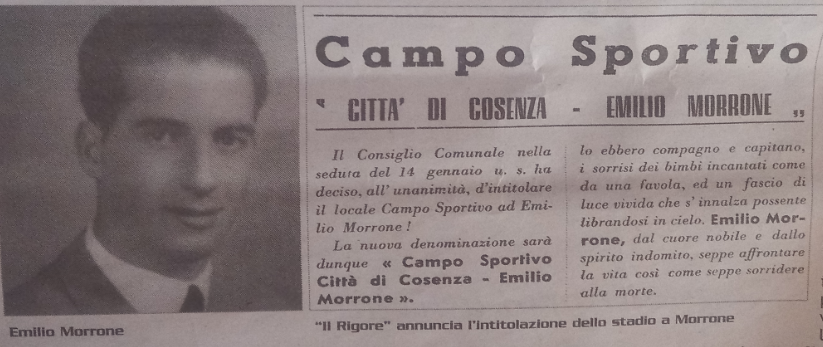 Campo Sportivo
" CITTA' DI COSENZA - EMILIO MORRONE „
Il Consiglio Comunale nella
seduta del 14 gennaio u. s. ha
deciso, all' unanimità, d'intitolare
il locale Campo Sportivo ad Emi-
lio Morrone !
La nuova denominazione sarà
dunque « Campo Sportivo
Città di Cosenza - Emilio
Morrone ».
lo ebbero compagno e capitano,
i sorrisi dei bimbi incantati come
da una favola, ed un fascio di
luce vivida che s' innalza possente
librandosi in cielo. Emilio Mor-
rone, dal cuore nobile e dallo
spirito indomito, seppe affrontare
la vita così come seppe sorridere
alla morte.
Emilio Morrone
"Il Rigore" annuncia l'intitolazione dello stadio a Morrone